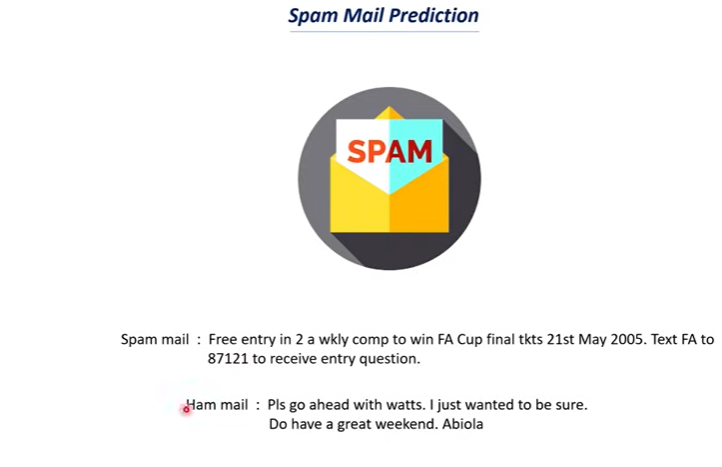 Spam Mail Prediction
SPAM
Spam mail : Free entry in 2 a wkly comp to win FA Cup final tkts 21st May 2005. Text FA to
87121 to receive entry question.
Ham mail : Pls go ahead with watts. I just wanted to be sure.
Do have a great weekend. Abiola